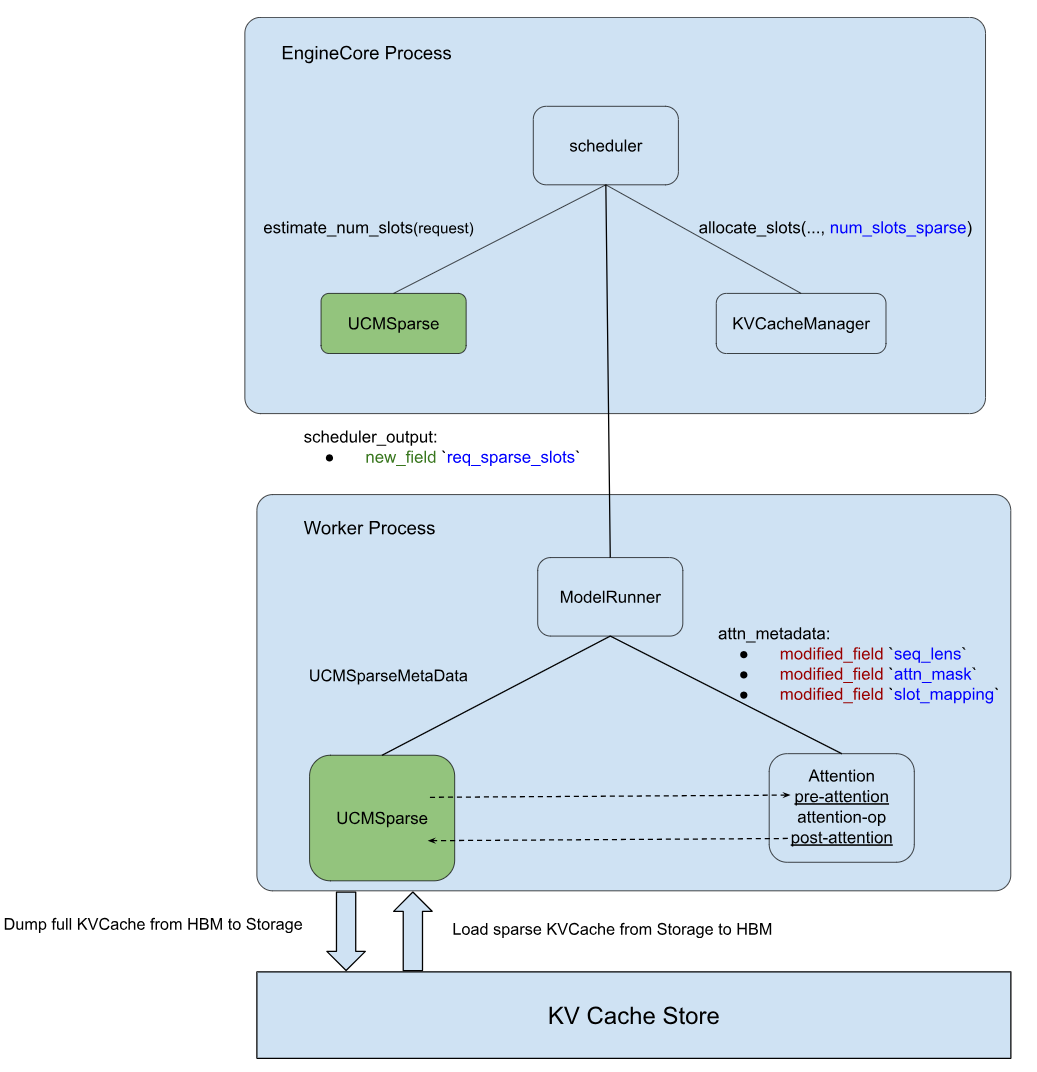 EngineCore Process
scheduler
estimate_num_slots(request)
allocate_slots(..., num_slots_sparse)
UCMSparse
KVCacheManager
scheduler_output:
● new_field `req_sparse_slots`
Worker Process
ModelRunner
attn_metadata:
● modified_field `seq_lens`
● modified_field `attn_mask`
● modified_field `slot_mapping`
UCMSparseMetaData
UCMSparse
Attention
pre-attention
attention-op
post-attention
Dump full KVCache from HBM to Storage
Load sparse KVCache from Storage to HBM
KV Cache Store